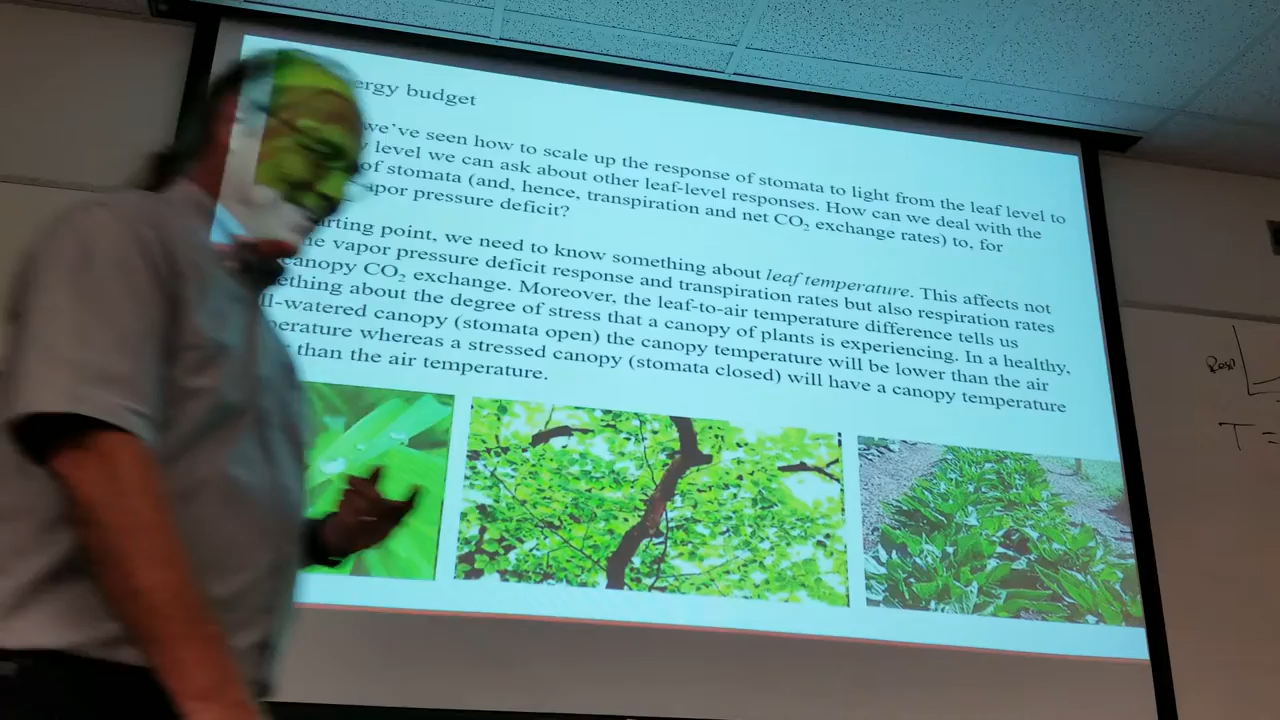 ergy budget
we've seen how to scale up the response of stomata to light from the leaf level to
level we can ask about other leaf-level responses. How can we deal with the
of stomata (and, hence, transpiration and net CO₂ exchange rates) to, for
apor pressure deficit?
arting point, we need to know something about leaf temperature. This affects not
he vapor pressure deficit response and transpiration rates but also respiration rates
canopy CO₂ exchange. Moreover, the leaf-to-air temperature difference tells us
ething about the degree of stress that a canopy of plants is experiencing. In a healthy,
ll-watered canopy (stomata open) the canopy temperature will be lower than the air
perature whereas a stressed canopy (stomata closed) will have a canopy temperature
than the air temperature.
T =